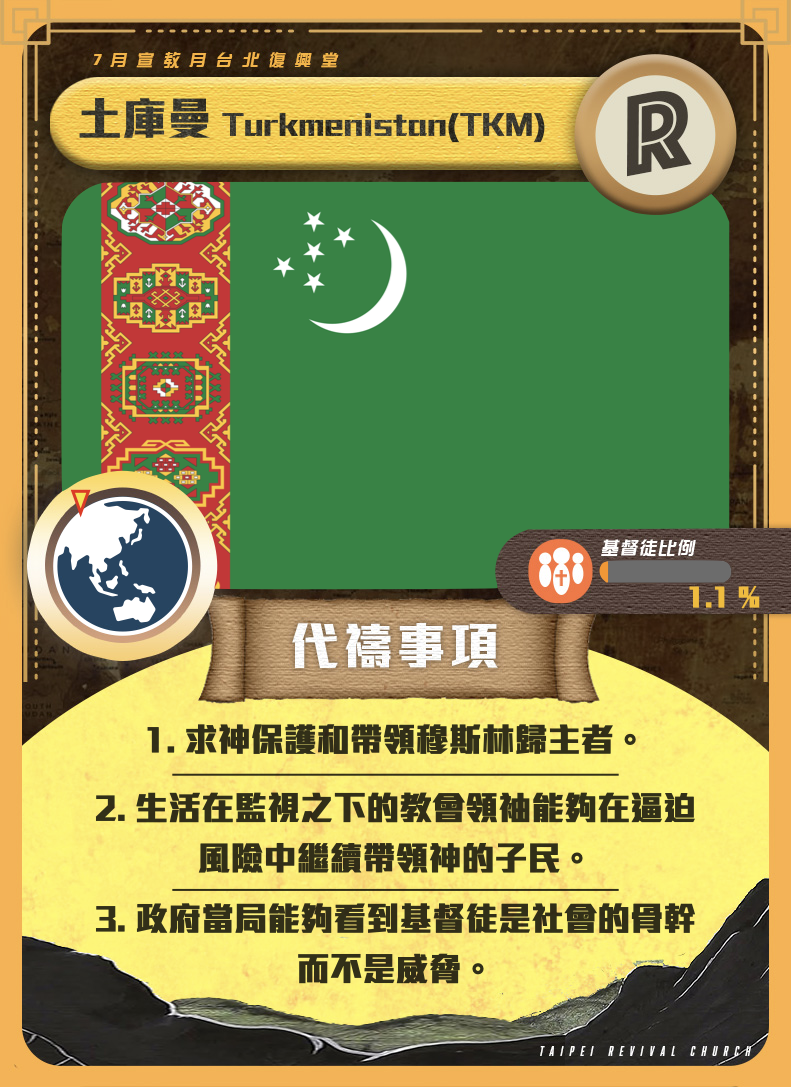 7月宣教月台北復興堂
土庫曼 Turkmenistan(TKM)
R
基督徒比例
1.1 %
代禱事項
1. 求神保護和帶領穆斯林歸主者。
2. 生活在監視之下的教會領袖能夠在逼迫
風險中繼續帶領神的子民。
3. 政府當局能夠看到基督徒是社會的骨幹
而不是威脅。
TAIPEI REVIVAL CHURCH